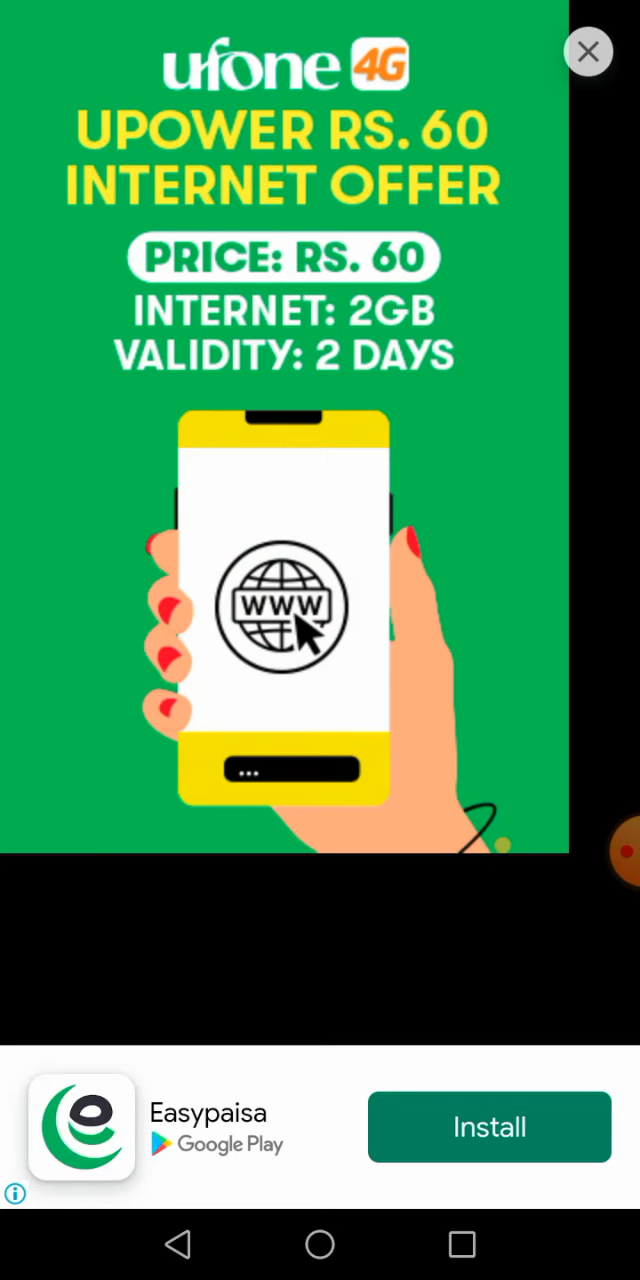 ufone 4G
UPOWER RS. 60
INTERNET OFFER
PRICE: RS. 60
INTERNET: 2GB
VALIDITY: 2 DAYS
WWW
...
Easypaisa
Google Play
Install